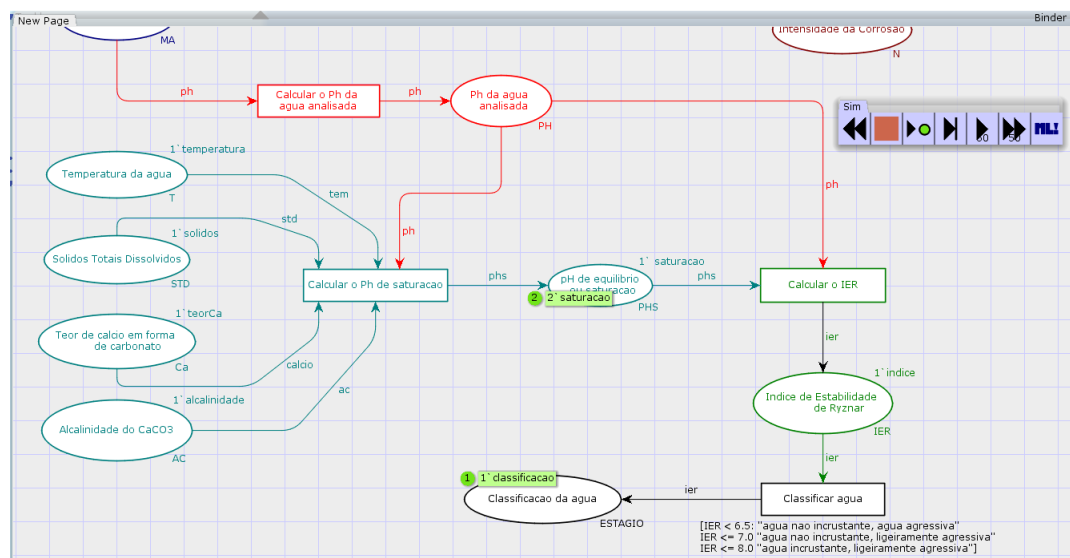 New Page
Binder
MA
Intensidade da Corrosão
N
ph
Calcular o Ph da
agua analisada
ph
Ph da agua
analisada
PH
Sim
ML!
1`temperatura
Temperatura da agua
T
tem
ph
ph
1`solidos
std
Solidos Totais Dissolvidos
STD
Calcular o Ph de saturacao
phs
1` saturacao
pH de equilibrio
ou saturacao
2
2`saturacao
PHS
phs
Calcular o IER
1`teorCa
Teor de calcio em forma
de carbonato
Ca
calcio
ier
1`alcalinidade
ac
Alcalinidade do CaCO3
AC
1`indice
Indice de Estabilidade
de Ryznar
IER
ier
1
1`classificacao
Classificacao da agua
ESTAGIO
ier
Classificar agua
[IER < 6.5: "agua nao incrustante, agua agressiva"
IER <= 7.0 "agua nao incrustante, ligeiramente agressiva"
IER <= 8.0 "agua incrustante, ligeiramente agressiva"]